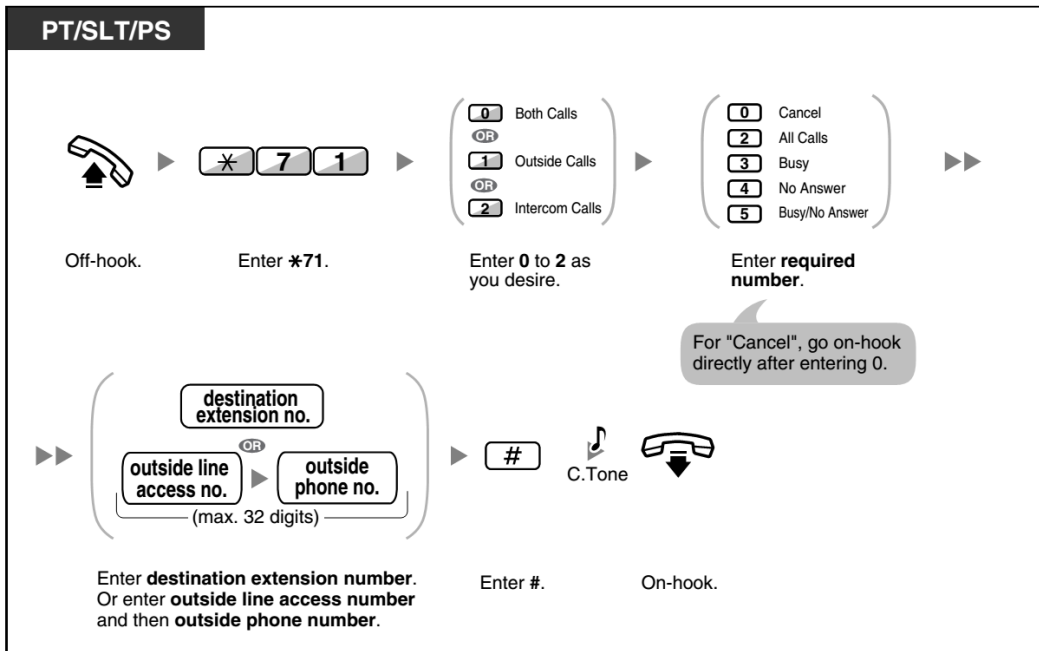 PT/SLT/PS
0 Both Calls
OR
1 Outside Calls
OR
2 Intercom Calls
0 Cancel
2 All Calls
3 Busy
4 No Answer
5 Busy/No Answer
* 7 1
Off-hook.
Enter *71.
Enter 0 to 2 as
you desire.
Enter required
number.
For "Cancel", go on-hook
directly after entering 0.
destination
extension no.
OR
outside line
access no.
outside
phone no.
(max. 32 digits)
#
C.Tone
Enter destination extension number.
Or enter outside line access number
and then outside phone number.
Enter #.
On-hook.